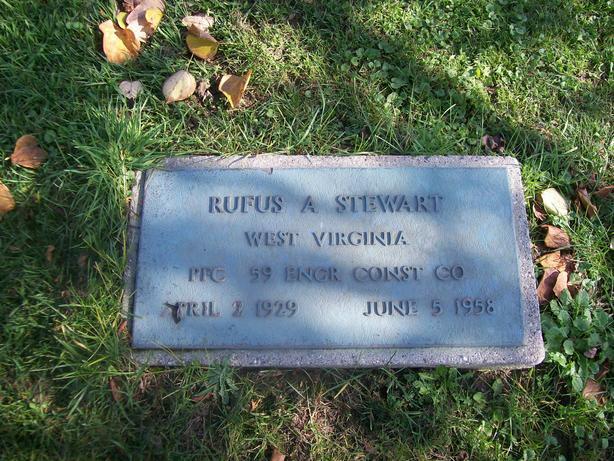 RUFUS A STEWART
WEST VIRGINIA
PFC 59 ENGR CONST CO
APRIL 2 1929 JUNE 5 1958